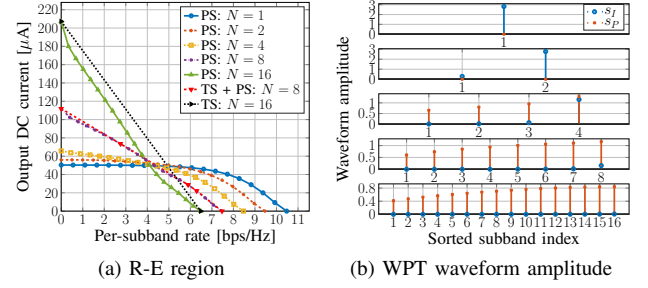 Output DC current [µA]
220
200
180
160
140
120
100
80
60
40
20
0
0 1 2 3 4 5 6 7 8 9 10 11
Per-subband rate [bps/Hz]
PS: N = 1
PS: N = 2
PS: N = 4
PS: N = 8
PS: N = 16
TS + PS: N = 8
TS: N = 16
(a) R-E region
Waveform amplitude
s_I
s_P
3
2
1
0
1
3
2
1
0
1 2
1
0.5
0
1 2 3 4
1
0.5
0
1 2 3 4 5 6 7 8
0.8
0.4
0
1 2 3 4 5 6 7 8 9 10 11 12 13 14 15 16
Sorted subband index
(b) WPT waveform amplitude